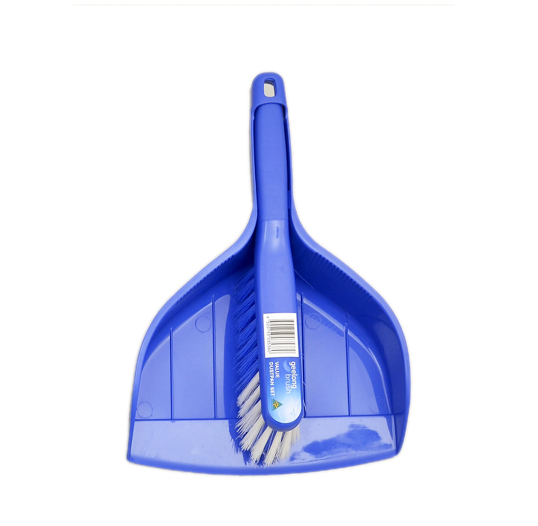 geelong
brush
VALUE
DUSTPAN SET